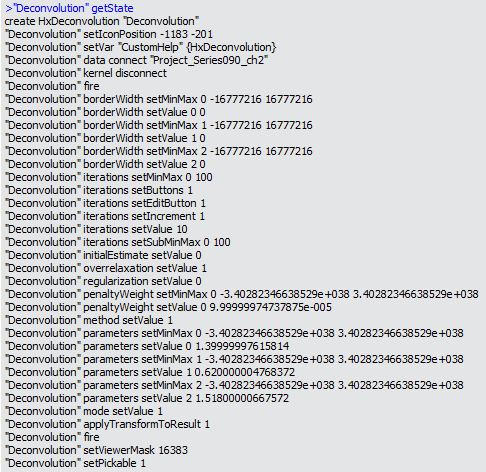 >"Deconvolution" getState
create HxDeconvolution "Deconvolution"
"Deconvolution" setIconPosition -1183 -201
"Deconvolution" setVar "CustomHelp" {HxDeconvolution}
"Deconvolution" data connect "Project_Series090_ch2"
"Deconvolution" kernel disconnect
"Deconvolution" fire
"Deconvolution" borderWidth setMinMax 0 -16777216 16777216
"Deconvolution" borderWidth setValue 0 0
"Deconvolution" borderWidth setMinMax 1 -16777216 16777216
"Deconvolution" borderWidth setValue 1 0
"Deconvolution" borderWidth setMinMax 2 -16777216 16777216
"Deconvolution" borderWidth setValue 2 0
"Deconvolution" iterations setMinMax 0 100
"Deconvolution" iterations setButtons 1
"Deconvolution" iterations setEditButton 1
"Deconvolution" iterations setIncrement 1
"Deconvolution" iterations setValue 10
"Deconvolution" iterations setSubMinMax 0 100
"Deconvolution" initialEstimate setValue 0
"Deconvolution" overrelaxation setValue 1
"Deconvolution" regularization setValue 0
"Deconvolution" penaltyWeight setMinMax 0 -3.40282346638529e+038 3.40282346638529e+038
"Deconvolution" penaltyWeight setValue 0 9.99999974737875e-005
"Deconvolution" method setValue 1
"Deconvolution" parameters setMinMax 0 -3.40282346638529e+038 3.40282346638529e+038
"Deconvolution" parameters setValue 0 1.39999997615814
"Deconvolution" parameters setMinMax 1 -3.40282346638529e+038 3.40282346638529e+038
"Deconvolution" parameters setValue 1 0.620000004768372
"Deconvolution" parameters setMinMax 2 -3.40282346638529e+038 3.40282346638529e+038
"Deconvolution" parameters setValue 2 1.51800000667572
"Deconvolution" mode setValue 1
"Deconvolution" applyTransformToResult 1
"Deconvolution" fire
"Deconvolution" setViewerMask 16383
"Deconvolution" setPickable 1